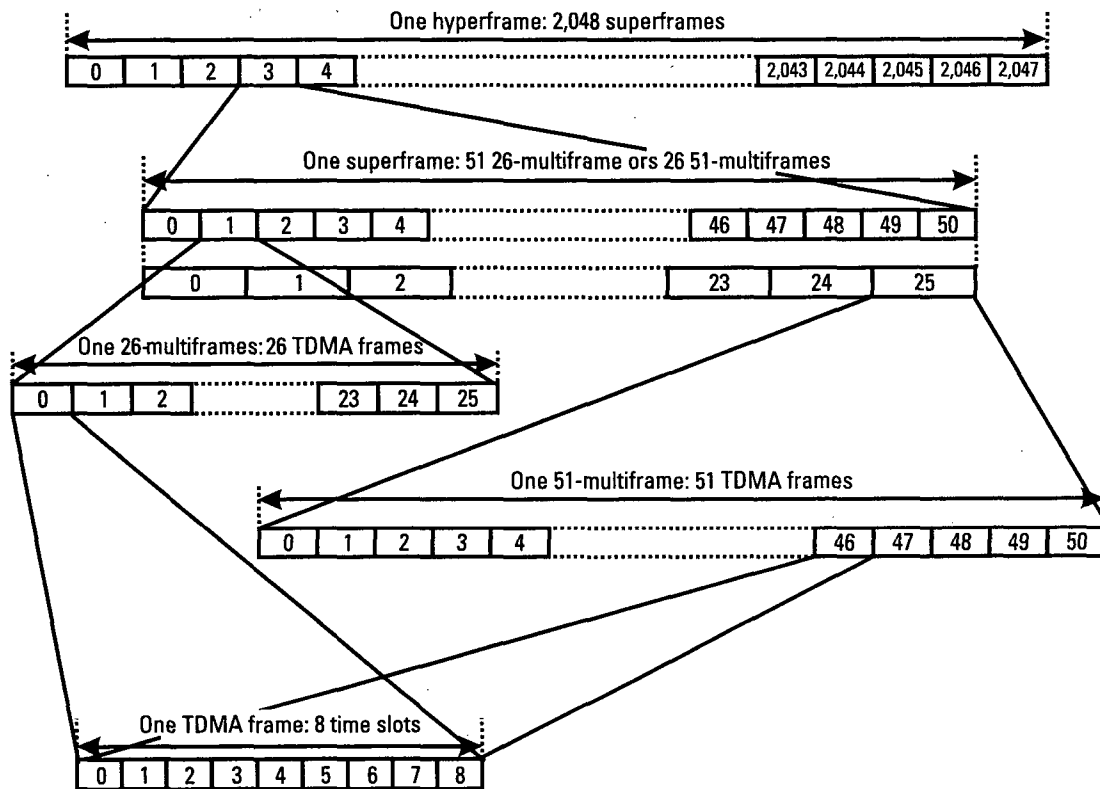 One hyperframe: 2,048 superframes
0 1 2 3 4 2,043 2,044 2,045 2,046 2,047
One superframe: 51 26-multiframe ors 26 51-multiframes
0 1 2 3 4 46 47 48 49 50
0 1 2 23 24 25
One 26-multiframes: 26 TDMA frames
0 1 2 23 24 25
One 51-multiframe: 51 TDMA frames
0 1 2 3 4 46 47 48 49 50
One TDMA frame: 8 time slots
0 1 2 3 4 5 6 7 8